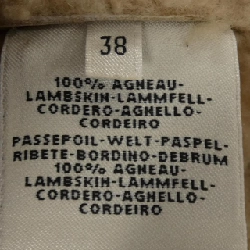 38
100% AGNEAU-
LAMBSKIN-LAMMFELL-
CORDERO-AGNELLO-
CORDEIRO
PASSEPOIL-WELT-PASPEL-
RIBETE-BORDINO-DEBRUM
100% AGNEAU-
LAMBSKIN-LAMMFELL-
CORDERO-AGNELLO-
CORDEIRO